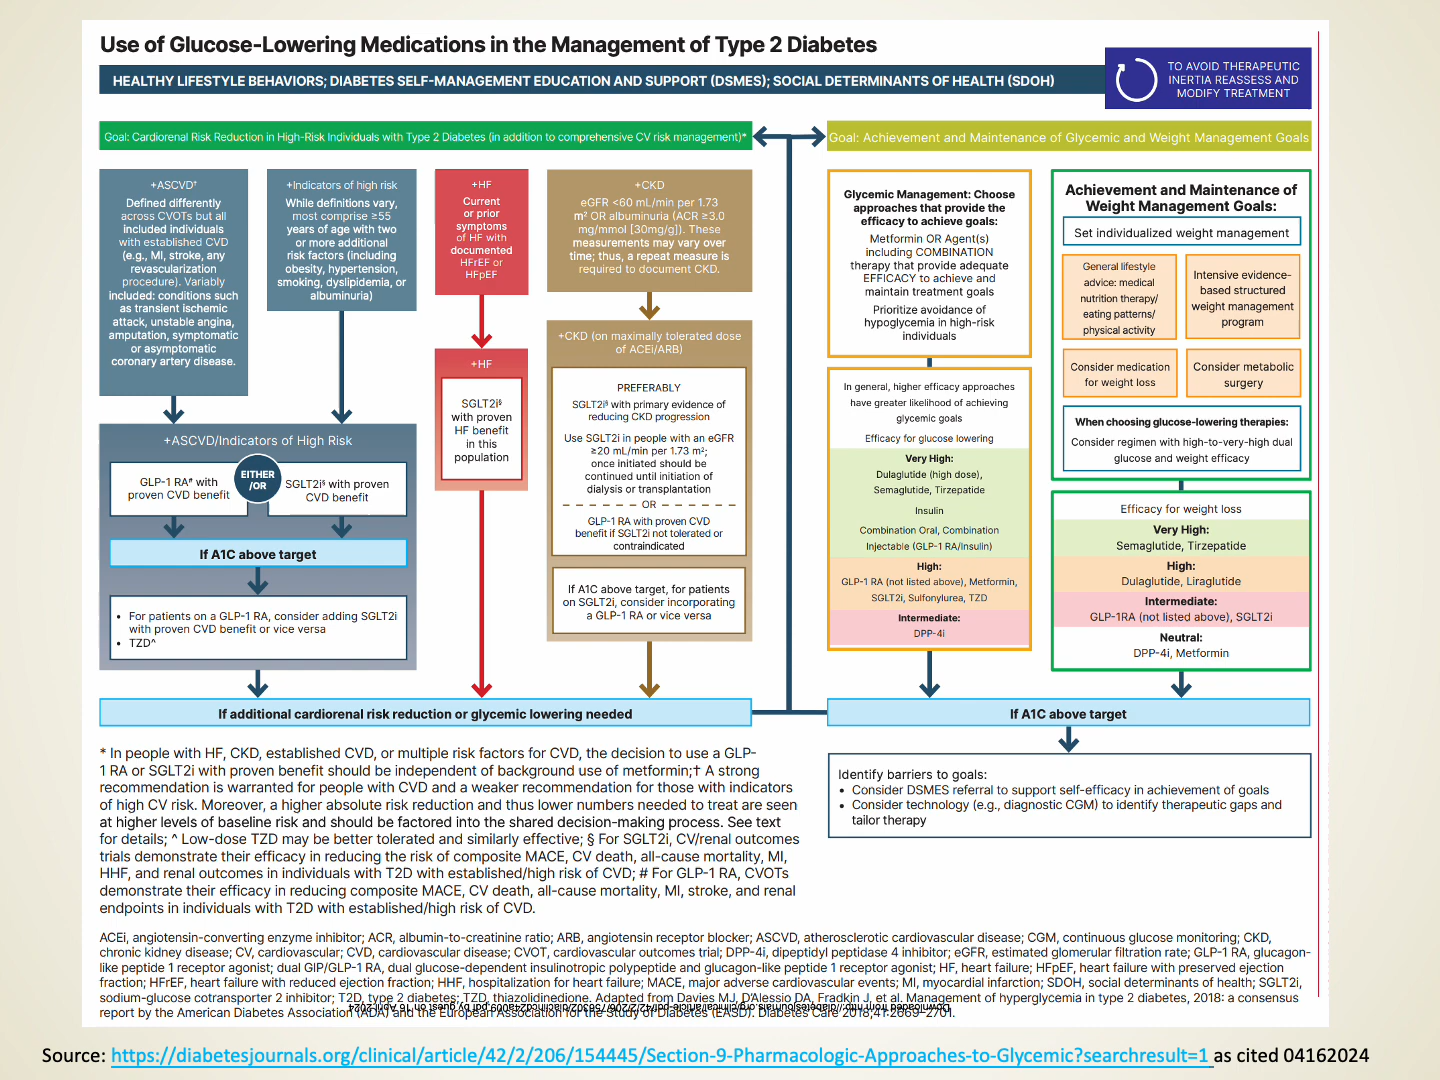 Use of Glucose-Lowering Medications in the Management of Type 2 Diabetes
HEALTHY LIFESTYLE BEHAVIORS; DIABETES SELF-MANAGEMENT EDUCATION AND SUPPORT (DSMES); SOCIAL DETERMINANTS OF HEALTH (SDOH)
TO AVOID THERAPEUTIC
INERTIA REASSESS AND
MODIFY TREATMENT
Goal: Cardiorenal Risk Reduction in High-Risk Individuals with Type 2 Diabetes (in addition to comprehensive CV risk management)*
Goal: Achievement and Maintenance of Glycemic and Weight Management Goals
+ASCVD†
Defined differently
across CVOTs but all
included individuals
with established CVD
(e.g., MI, stroke, any
revascularization
procedure). Variably
included: conditions such
as transient ischemic
attack, unstable angina,
amputation, symptomatic
or asymptomatic
coronary artery disease.
+Indicators of high risk
While definitions vary,
most comprise ≥55
years of age with two
or more additional
risk factors (including
obesity, hypertension,
smoking, dyslipidemia, or
albuminuria)
+HF
Current
or prior
symptoms
of HF with
documented
HFrEF or
HFpEF
+CKD
eGFR <60 mL/min per 1.73
m² OR albuminuria (ACR ≥3.0
mg/mmol [30mg/g]). These
measurements may vary over
time; thus, a repeat measure is
required to document CKD.
+ASCVD/Indicators of High Risk
GLP-1 RA# with
proven CVD benefit
EITHER
/OR
SGLT2i§ with proven
CVD benefit
If A1C above target
• For patients on a GLP-1 RA, consider adding SGLT2i
with proven CVD benefit or vice versa
• TZD^
+HF
SGLT2i§
with proven
HF benefit
in this
population
+CKD (on maximally tolerated dose
of ACEi/ARB)
PREFERABLY
SGLT2i§ with primary evidence of
reducing CKD progression
Use SGLT2i in people with an eGFR
≥20 mL/min per 1.73 m²;
once initiated should be
continued until initiation of
dialysis or transplantation
OR
GLP-1 RA with proven CVD
benefit if SGLT2i not tolerated or
contraindicated
If A1C above target, for patients
on SGLT2i, consider incorporating
a GLP-1 RA or vice versa
If additional cardiorenal risk reduction or glycemic lowering needed
Glycemic Management: Choose
approaches that provide the
efficacy to achieve goals:
Metformin OR Agent(s)
including COMBINATION
therapy that provide adequate
EFFICACY to achieve and
maintain treatment goals
Prioritize avoidance of
hypoglycemia in high-risk
individuals
In general, higher efficacy approaches
have greater likelihood of achieving
glycemic goals
Efficacy for glucose lowering
Very High:
Dulaglutide (high dose),
Semaglutide, Tirzepatide
Insulin
Combination Oral, Combination
Injectable (GLP-1 RA/Insulin)
High:
GLP-1 RA (not listed above), Metformin,
SGLT2i, Sulfonylurea, TZD
Intermediate:
DPP-4i
Achievement and Maintenance of
Weight Management Goals:
Set individualized weight management
General lifestyle
advice: medical
nutrition therapy/
eating patterns/
physical activity
Intensive evidence-
based structured
weight management
program
Consider medication
for weight loss
Consider metabolic
surgery
When choosing glucose-lowering therapies:
Consider regimen with high-to-very-high dual
glucose and weight efficacy
Efficacy for weight loss
Very High:
Semaglutide, Tirzepatide
High:
Dulaglutide, Liraglutide
Intermediate:
GLP-1RA (not listed above), SGLT2i
Neutral:
DPP-4i, Metformin
If A1C above target
Identify barriers to goals:
• Consider DSMES referral to support self-efficacy in achievement of goals
• Consider technology (e.g., diagnostic CGM) to identify therapeutic gaps and
tailor therapy
* In people with HF, CKD, established CVD, or multiple risk factors for CVD, the decision to use a GLP-
1 RA or SGLT2i with proven benefit should be independent of background use of metformin;† A strong
recommendation is warranted for people with CVD and a weaker recommendation for those with indicators
of high CV risk. Moreover, a higher absolute risk reduction and thus lower numbers needed to treat are seen
at higher levels of baseline risk and should be factored into the shared decision-making process. See text
for details; ^ Low-dose TZD may be better tolerated and similarly effective; § For SGLT2i, CV/renal outcomes
trials demonstrate their efficacy in reducing the risk of composite MACE, CV death, all-cause mortality, MI,
HHF, and renal outcomes in individuals with T2D with established/high risk of CVD; # For GLP-1 RA, CVOTs
demonstrate their efficacy in reducing composite MACE, CV death, all-cause mortality, MI, stroke, and renal
endpoints in individuals with T2D with established/high risk of CVD.
ACEi, angiotensin-converting enzyme inhibitor; ACR, albumin-to-creatinine ratio; ARB, angiotensin receptor blocker; ASCVD, atherosclerotic cardiovascular disease; CGM, continuous glucose monitoring; CKD,
chronic kidney disease; CV, cardiovascular; CVD, cardiovascular disease; CVOT, cardiovascular outcomes trial; DPP-4i, dipeptidyl peptidase 4 inhibitor; eGFR, estimated glomerular filtration rate; GLP-1 RA, glucagon-
like peptide 1 receptor agonist; dual GIP/GLP-1 RA, dual glucose-dependent insulinotropic polypeptide and glucagon-like peptide 1 receptor agonist; HF, heart failure; HFpEF, heart failure with preserved ejection
fraction; HFrEF, heart failure with reduced ejection fraction; HHF, hospitalization for heart failure; MACE, major adverse cardiovascular events; MI, myocardial infarction; SDOH, social determinants of health; SGLT2i,
sodium-glucose cotransporter 2 inhibitor; T2D, type 2 diabetes; TZD, thiazolidinedione. Adapted from Davies MJ, D'Alessio DA, Fradkin J, et al. Management of hyperglycemia in type 2 diabetes, 2018: a consensus
report by the American Diabetes Association (ADA) and the European Association for the Study of Diabetes (EASD). Diabetes Care 2018;41:2669–2701.
Source: https://diabetesjournals.org/clinical/article/42/2/206/154445/Section-9-Pharmacologic-Approaches-to-Glycemic?searchresult=1 as cited 04162024